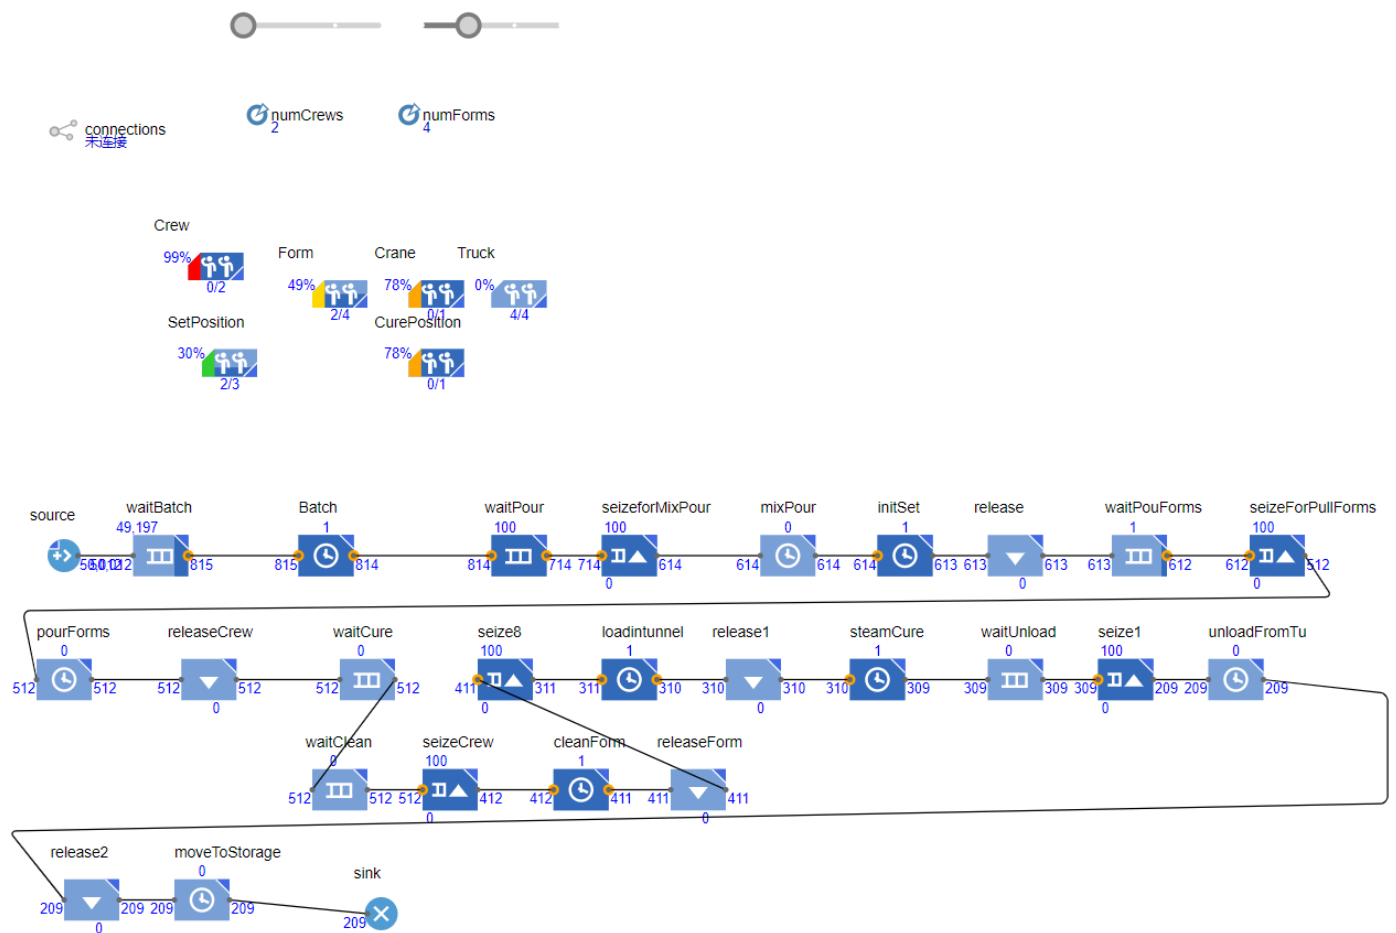 numCrews
2
numForms
4
connections
未连接
Crew
99%
0/2
Form
49%
2/4
Crane
78%
0/1
Truck
0%
4/4
SetPosition
30%
2/3
CurePosition
78%
0/1
source
waitBatch
Batch
waitPour
seizeforMixPour
mixPour
initSet
release
waitPouForms
seizeForPullForms
49,197
1
100
100
0
1
1
100
815
815
814
814
714
714
614
614
614
614
613
613
613
613
612
612
512
0
0
0
pourForms
releaseCrew
waitCure
seize8
loadintunnel
release1
steamCure
waitUnload
seize1
unloadFromTu
0
0
100
1
1
0
100
0
512
512
512
512
512
512
411
311
311
310
310
310
310
309
309
309
309
209
209
209
0
0
0
0
waitClean
seizeCrew
cleanForm
releaseForm
0
100
1
512
512
512
412
412
411
411
411
0
0
release2
moveToStorage
sink
0
209
209
209
209
209
0